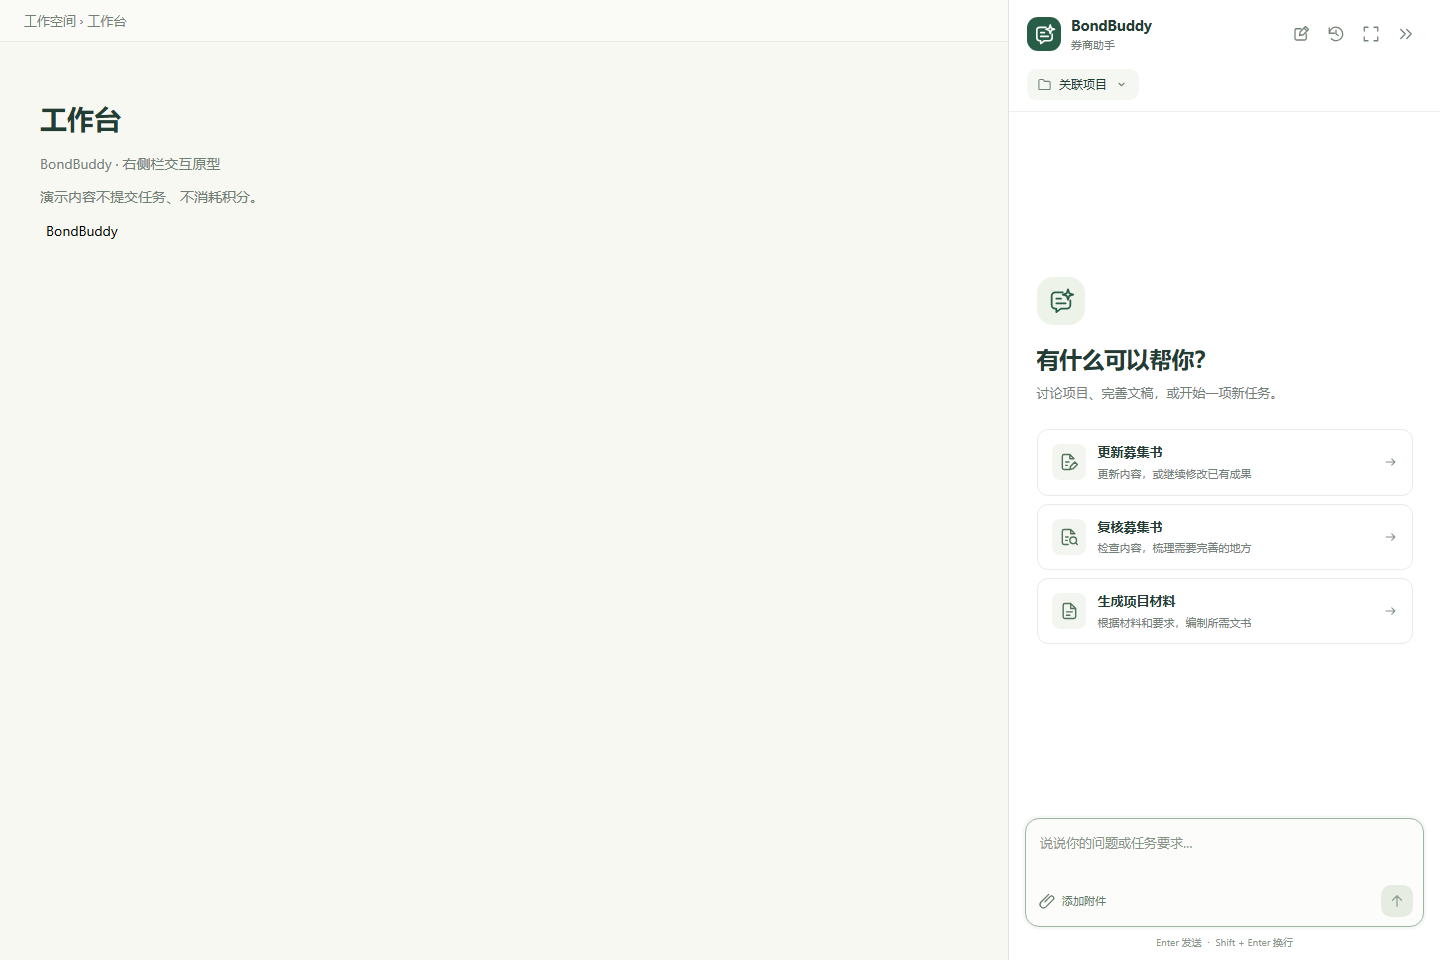 工作空间 › 工作台
工作台
BondBuddy · 右侧栏交互原型
演示内容不提交任务、不消耗积分。
BondBuddy
BondBuddy
券商助手
关联项目
有什么可以帮你?
讨论项目、完善文稿，或开始一项新任务。
更新募集书
更新内容，或继续修改已有成果
复核募集书
检查内容，梳理需要完善的地方
生成项目材料
根据材料和要求，编制所需文书
说说你的问题或任务要求...
添加附件
Enter 发送 · Shift + Enter 换行